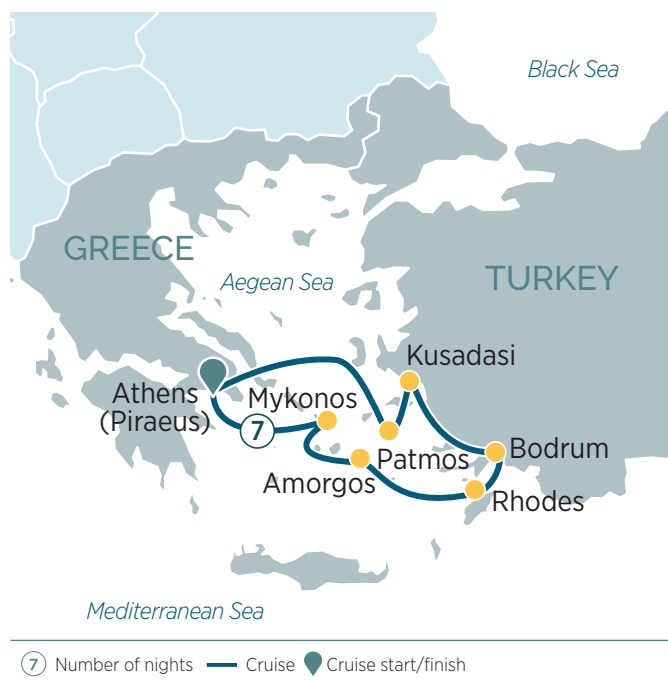 Black Sea
GREECE
Aegean Sea
TURKEY
Kusadasi
Athens
(Piraeus)
Mykonos
7
Patmos
Bodrum
Amorgos
Rhodes
Mediterranean Sea
7 Number of nights Cruise Cruise start/finish